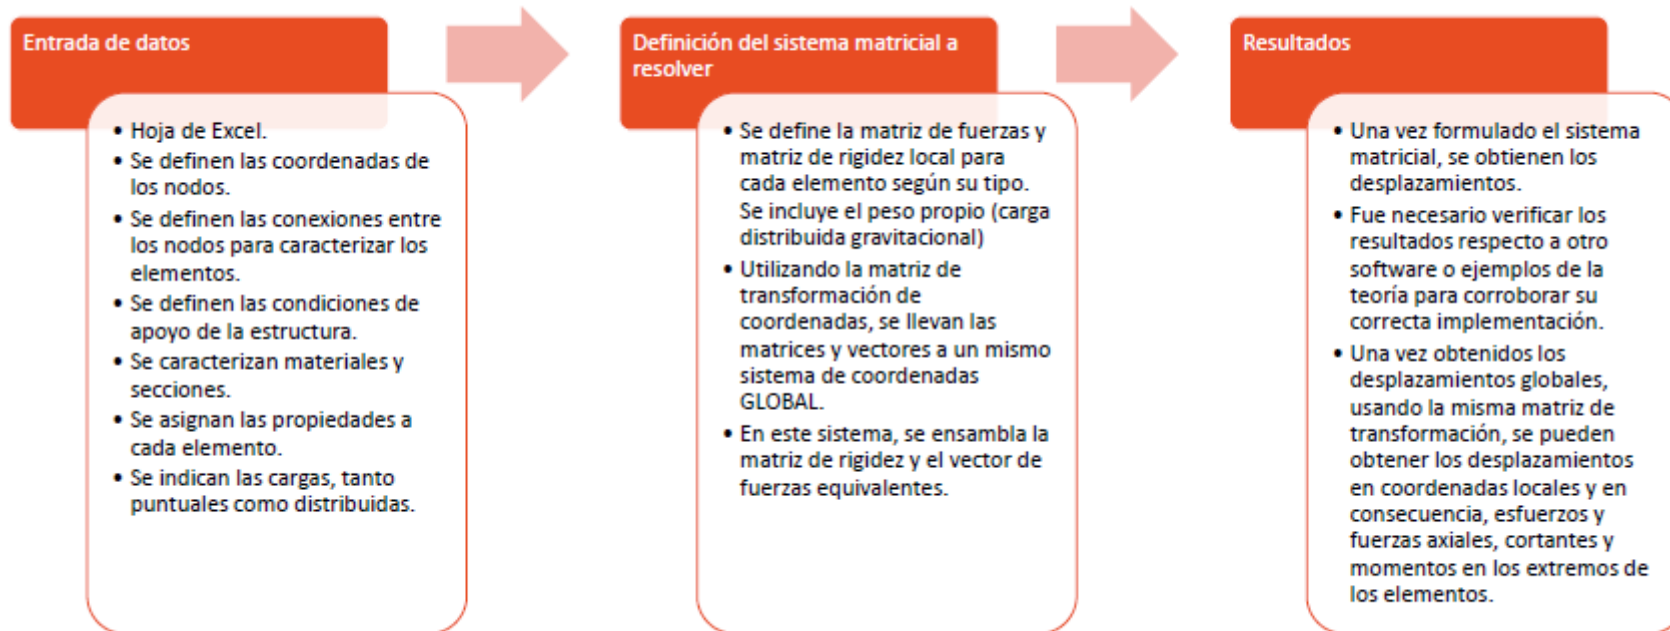 Entrada de datos
• Hoja de Excel.
• Se definen las coordenadas de
los nodos.
• Se definen las conexiones entre
los nodos para caracterizar los
elementos.
• Se definen las condiciones de
apoyo de la estructura.
• Se caracterizan materiales y
secciones.
• Se asignan las propiedades a
cada elemento.
• Se indican las cargas, tanto
puntuales como distribuidas.
Definición del sistema matricial a
resolver
• Se define la matriz de fuerzas y
matriz de rigidez local para
cada elemento según su tipo.
Se incluye el peso propio (carga
distribuida gravitacional)
• Utilizando la matriz de
transformación de
coordenadas, se llevan las
matrices y vectores a un mismo
sistema de coordenadas
GLOBAL.
• En este sistema, se ensambla la
matriz de rigidez y el vector de
fuerzas equivalentes.
Resultados
• Una vez formulado el sistema
matricial, se obtienen los
desplazamientos.
• Fue necesario verificar los
resultados respecto a otro
software o ejemplos de la
teoría para corroborar su
correcta implementación.
• Una vez obtenidos los
desplazamientos globales,
usando la misma matriz de
transformación, se pueden
obtener los desplazamientos
en coordenadas locales y en
consecuencia, esfuerzos y
fuerzas axiales, cortantes y
momentos en los extremos de
los elementos.